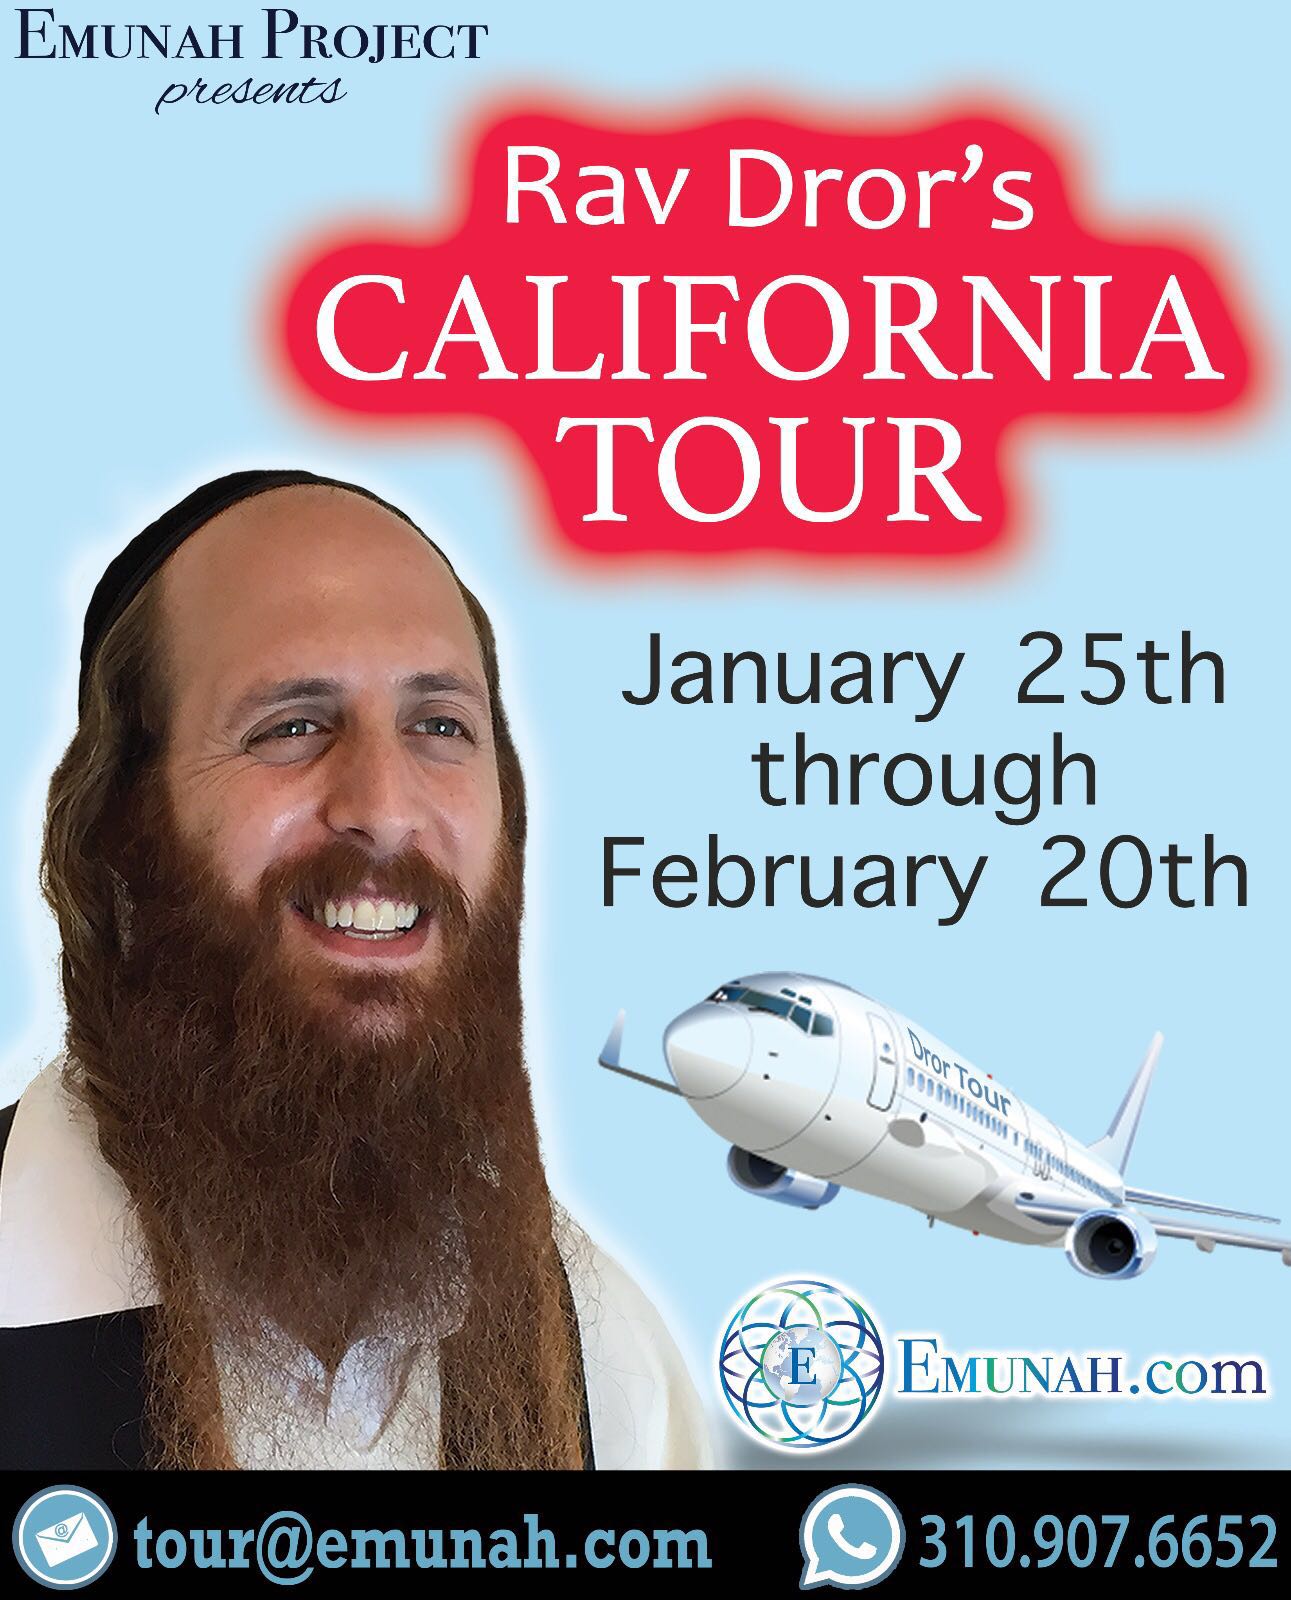 EMUNAH PROJECT
presents
Rav Dror's
CALIFORNIA
TOUR
January 25th
through
February 20th
Dror Tour
E
EMUNAH.com
tour@emunah.com
310.907.6652